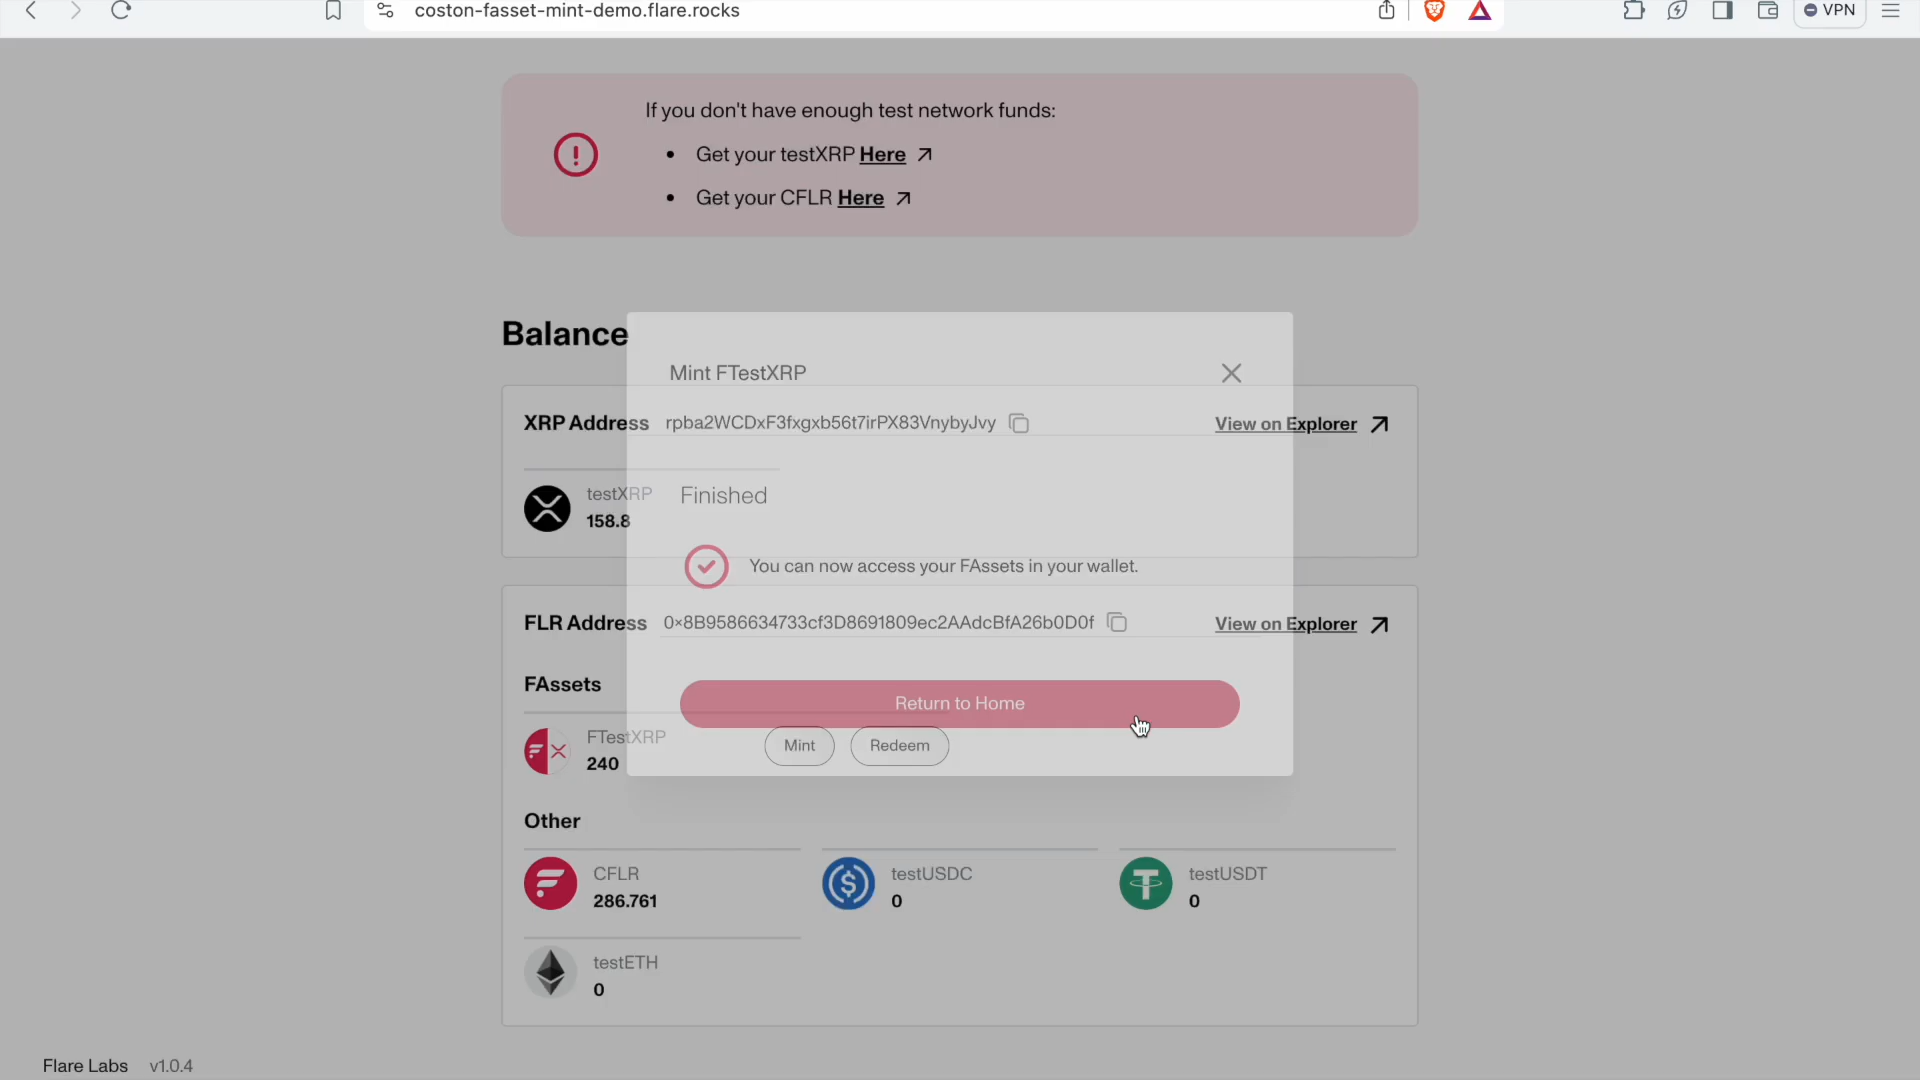 coston-fasset-mint-demo.flare.rocks
VPN
If you don't have enough test network funds:
• Get your testXRP Here
• Get your CFLR Here
Balance
Mint FTestXRP
XRP Address rpba2WCDxF3fxgxb56t7irPX83VnybyJvy View on Explorer
testXRP
158.8
Finished
You can now access your FAssets in your wallet.
FLR Address 0×8B9586634733cf3D8691809ec2AAdcBfA26b0D0f View on Explorer
FAssets
Return to Home
FTestXRP
240
Mint Redeem
Other
CFLR
286.761
testUSDC
0
testUSDT
0
testETH
0
Flare Labs v1.0.4